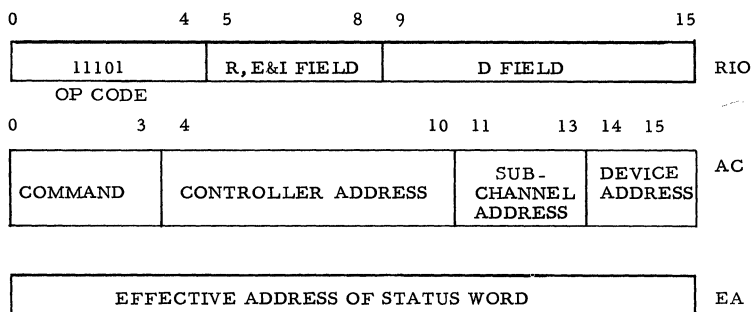 0 4 5 8 9 15
11101 R, E&I FIELD D FIELD RIO
OP CODE
0 3 4 10 11 13 14 15
COMMAND CONTROLLER ADDRESS SUB-
CHANNEL
ADDRESS DEVICE
ADDRESS AC
EFFECTIVE ADDRESS OF STATUS WORD EA